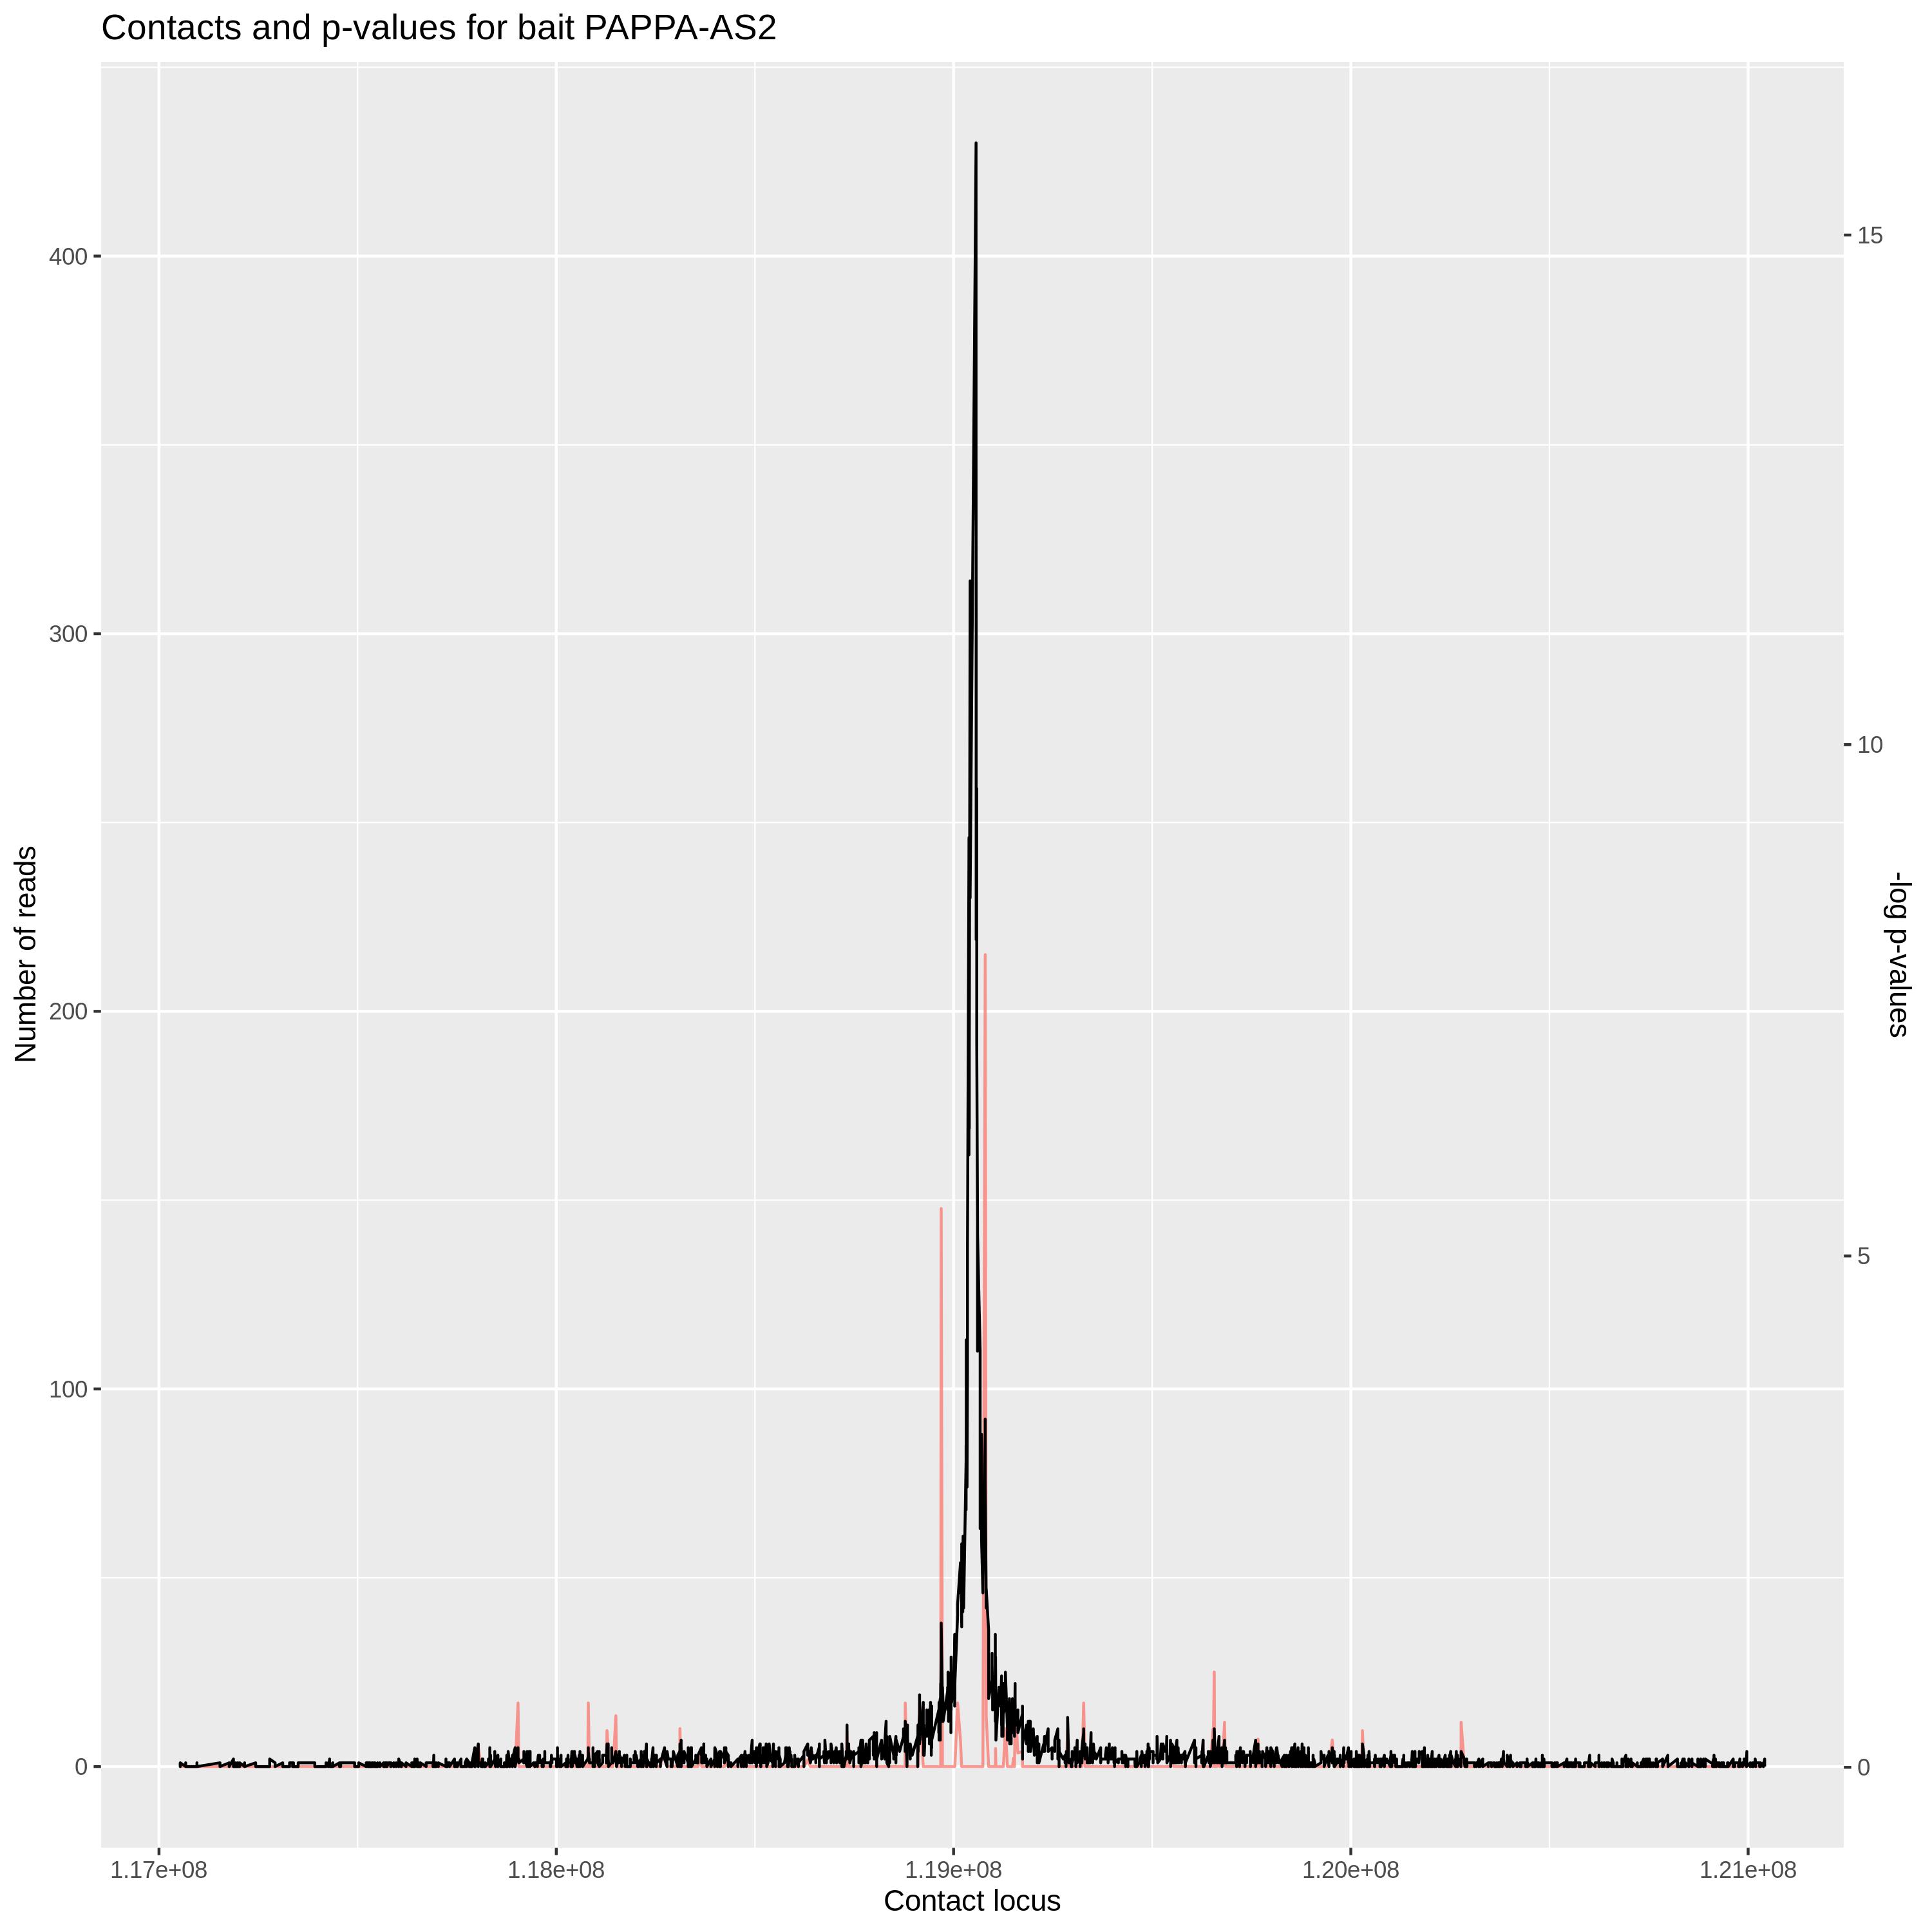 Contacts and p-values for bait PAPPA-AS2
400
300
200
100
0
Number of reads
15
10
5
0
-log p-values
1.17e+08
1.18e+08
1.19e+08
1.20e+08
1.21e+08
Contact locus